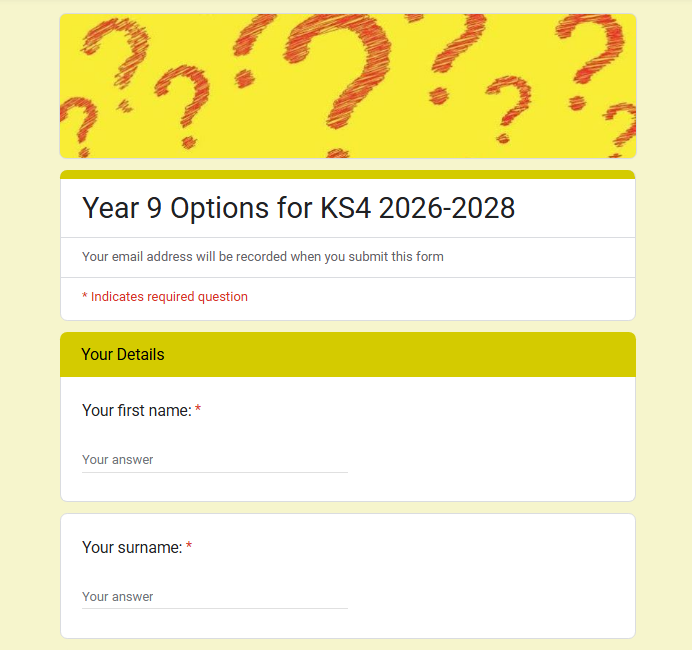 Year 9 Options for KS4 2026-2028
Your email address will be recorded when you submit this form
* Indicates required question
Your Details
Your first name: *
Your answer
Your surname: *
Your answer